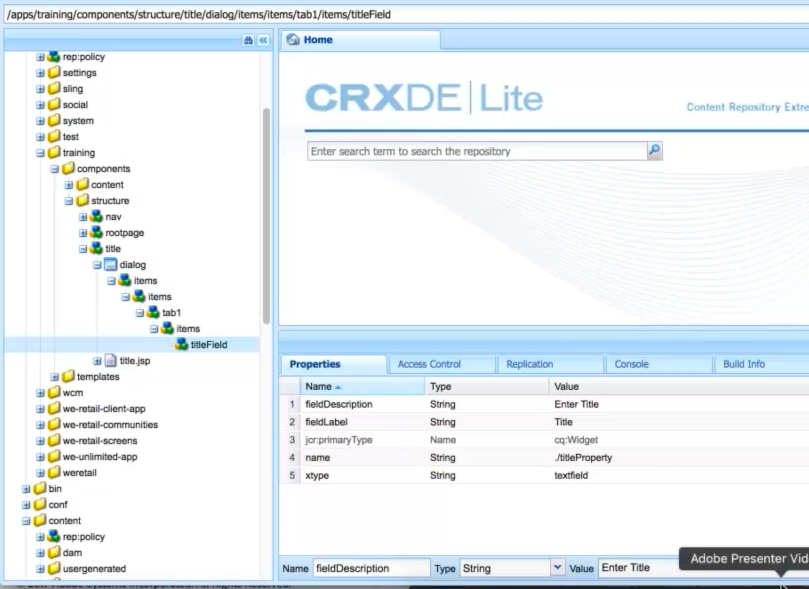 /apps/training/components/structure/title/dialog/items/items/tab1/items/titleField
Home
rep:policy
settings
sling
social
system
test
training
components
content
structure
nav
rootpage
title
dialog
items
items
tab1
items
titleField
title.jsp
templates
wcm
we-retail-client-app
we-retail-communities
we-retail-screens
we-unlimited-app
weretail
bin
conf
content
rep:policy
dam
usergenerated
CRXDE Lite
Content Repository Extre
Enter search term to search the repository
Properties Access Control Replication Console Build Info
Name Type Value
1 fieldDescription String Enter Title
2 fieldLabel String Title
3 jcr:primaryType Name cq:Widget
4 name String ./titleProperty
5 xtype String textfield
Name fieldDescription Type String Value Enter Title
Adobe Presenter Vid